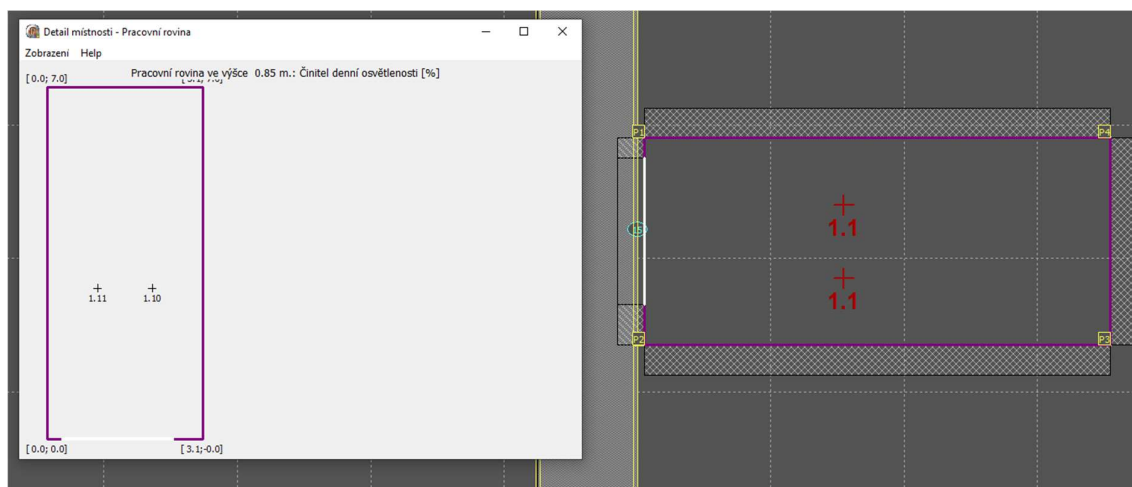 Detail místnosti - Pracovní rovina
Zobrazení Help
Pracovní rovina ve výšce 0.85 m.: Činitel denní osvětlenosti [%]
[ 0.0; 7.0]
1.11 1.10
[ 0.0; 0.0] [ 3.1;-0.0]
P1 P4
1.1
15
1.1
P2 P3